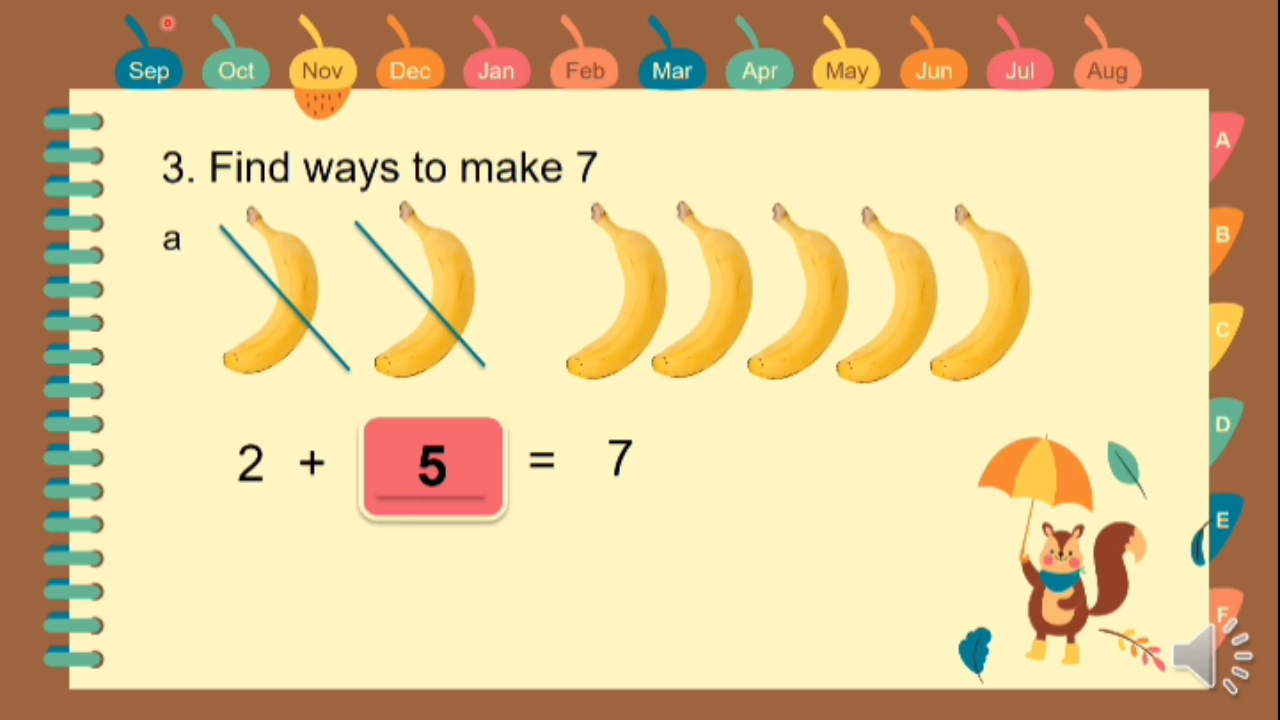 Sep Oct Nov Dec Jan Feb Mar Apr May Jun Jul Aug
3. Find ways to make 7
a
2 + 5 = 7
A
B
C
D
E
F